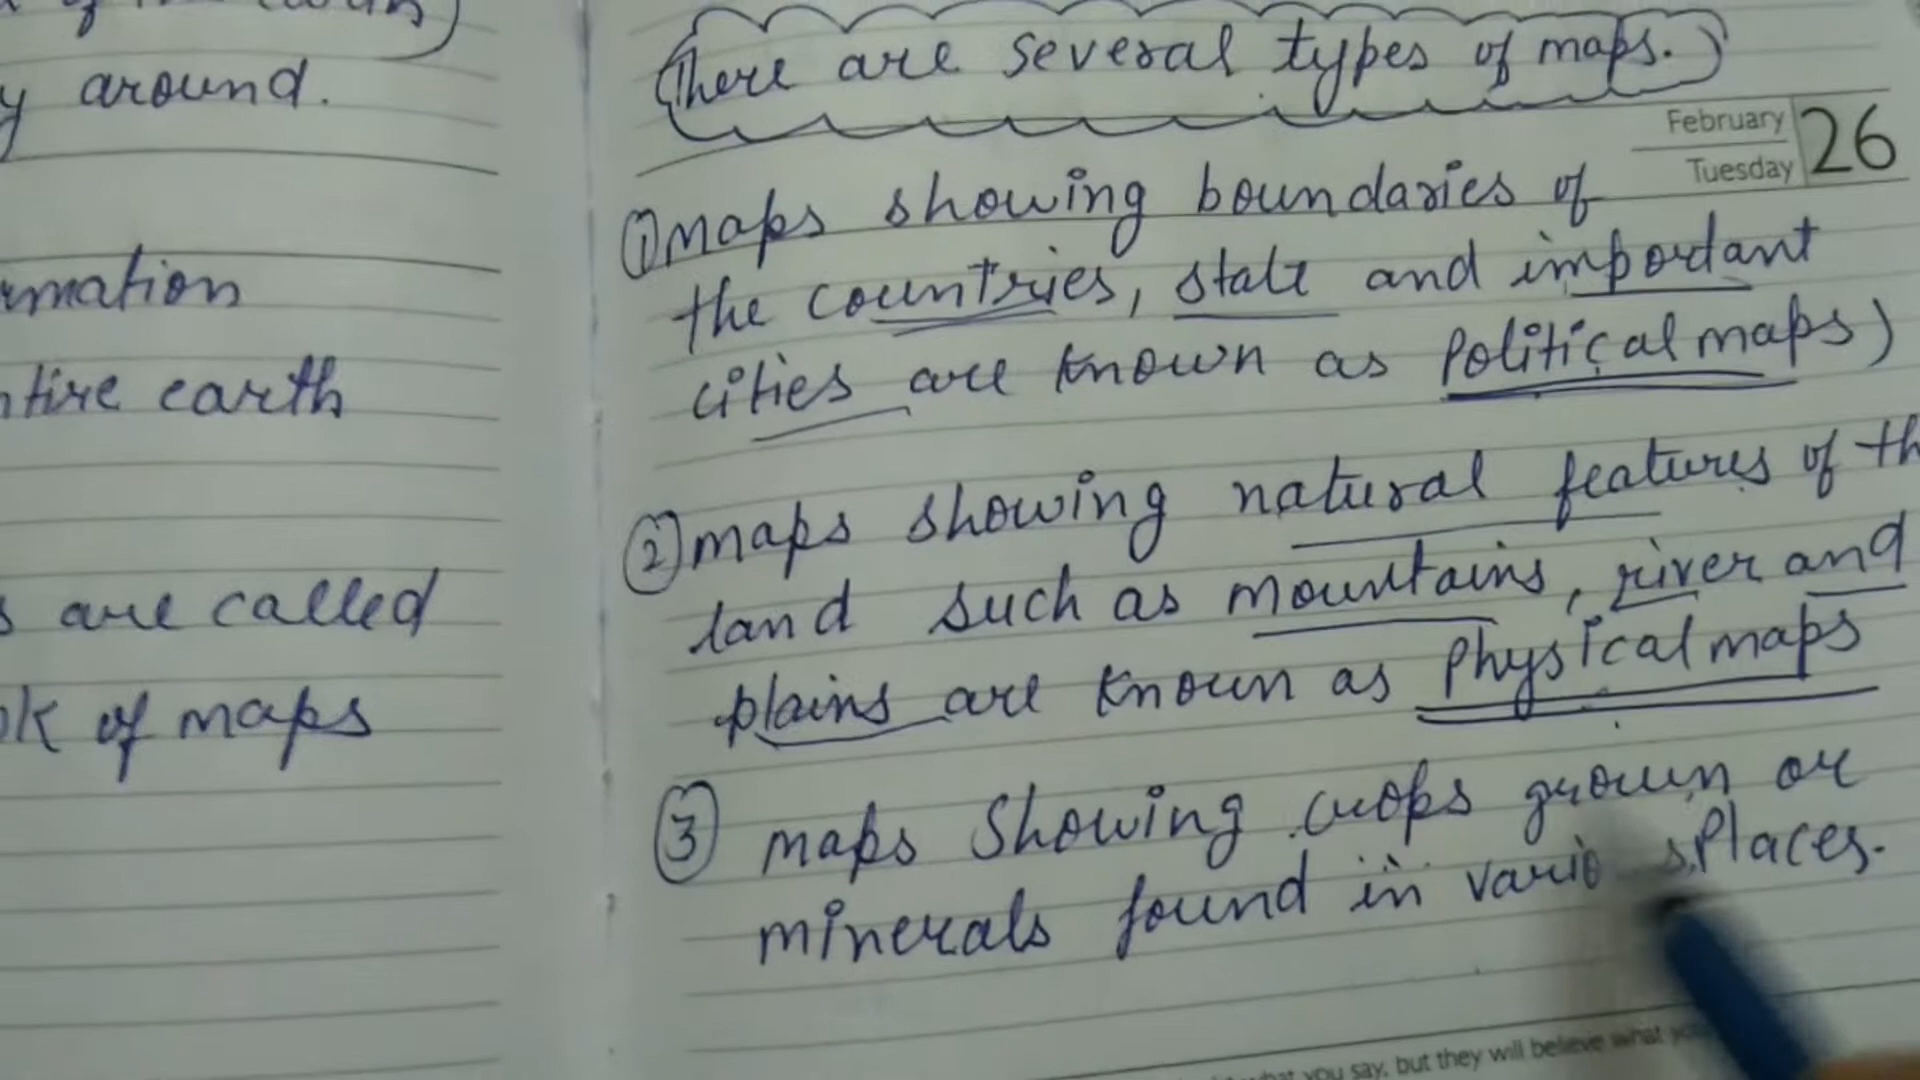 y around.
rmation
ntire earth
s are called
ok of maps
There are several types of maps.
February
Tuesday 26
① maps showing boundaries of
the countries, state and important
cities are known as Political maps)
② maps showing natural features of th
land such as mountains, river and
plains are known as Physical maps
③ maps Showing crops grown or
minerals found in Places.
what you say, but they will believe what